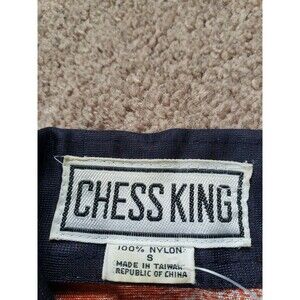 CHESS KING
100% NYLON
S
MADE IN TAIWAN
REPUBLIC OF CHINA